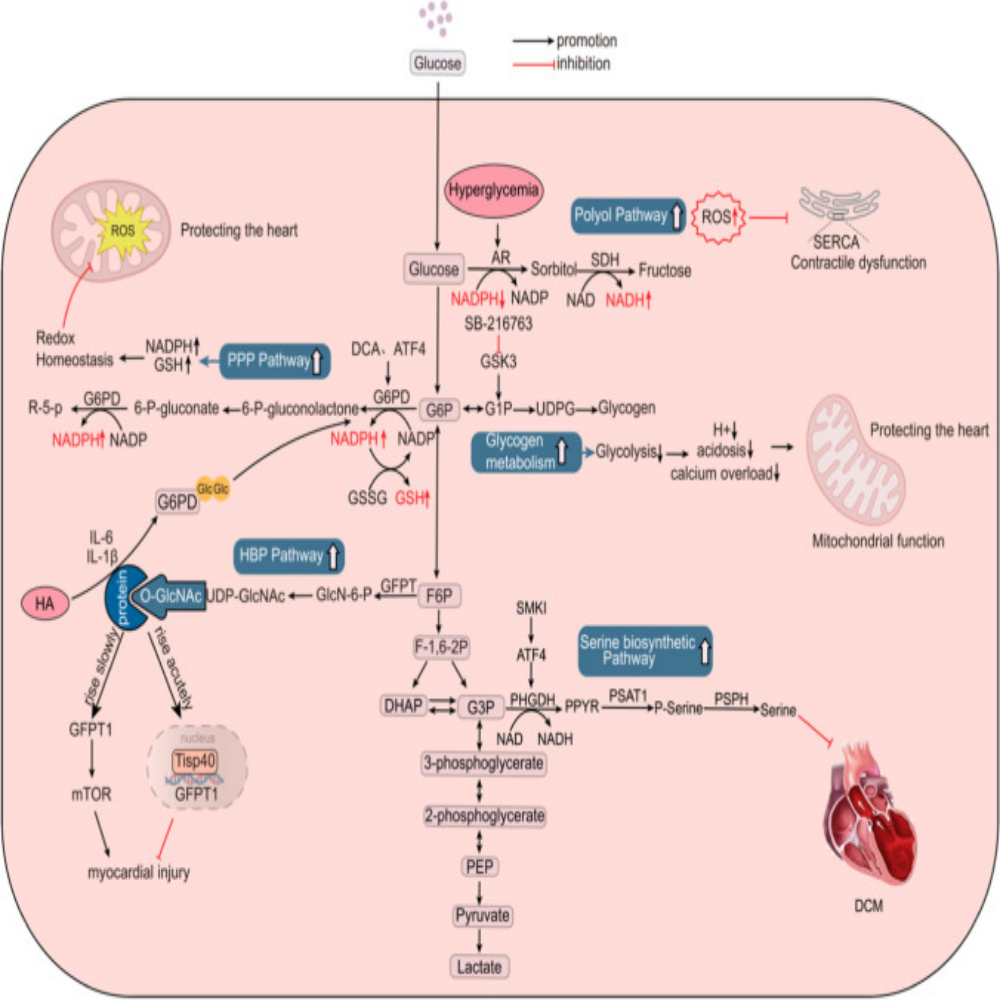 Glucose
promotion
inhibition
Hyperglycemia
Polyol Pathway
ROS
SERCA
Contractile dysfunction
ROS
Protecting the heart
Glucose
AR
Sorbitol
SDH
Fructose
NADPH
NADP
NAD
NADH
SB-216763
GSK3
Redox
Homeostasis
NADPH
GSH
PPP Pathway
DCA、ATF4
R-5-p
G6PD
6-P-gluconate
6-P-gluconolactone
G6PD
G6P
G1P
UDPG
Glycogen
NADPH
NADP
NADPH
NADP
GSSG
GSH
Glycogen
metabolism
Glycolysis
H+
acidosis
calcium overload
Protecting the heart
Mitochondrial function
G6PD
Glc
Glc
IL-6
IL-1β
HA
protein
O-GlcNAc
UDP-GlcNAc
HBP Pathway
GlcN-6-P
GFPT
F6P
rise slowly
rise acutely
GFPT1
mTOR
nucleus
Tisp40
GFPT1
myocardial injury
F-1,6-2P
DHAP
G3P
SMKI
ATF4
PHGDH
NAD
NADH
PPYR
PSAT1
P-Serine
PSPH
Serine
Serine biosynthetic
Pathway
3-phosphoglycerate
2-phosphoglycerate
PEP
Pyruvate
Lactate
DCM